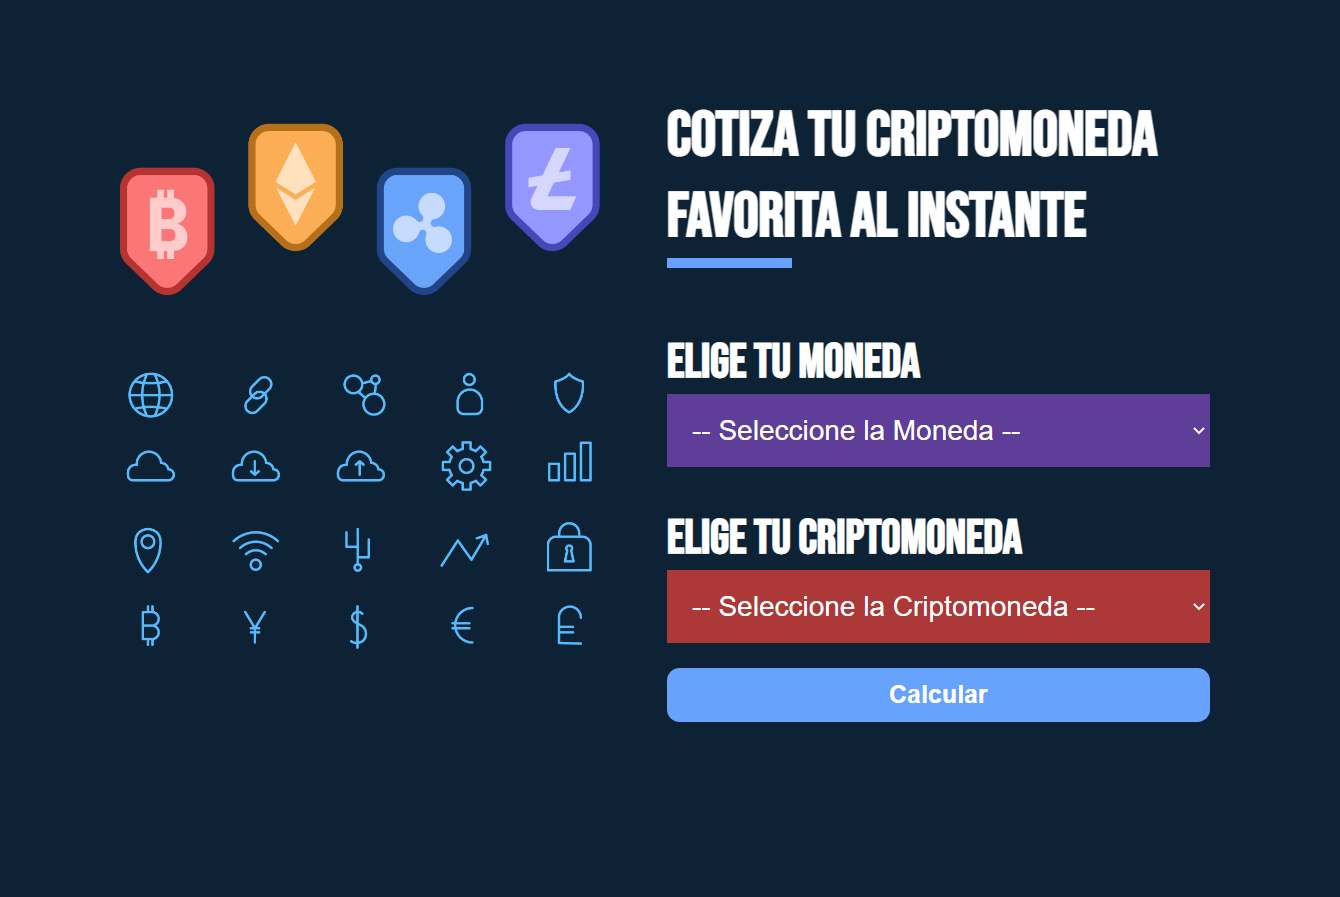 COTIZA TU CRIPTOMONEDA
FAVORITA AL INSTANTE
ELIGE TU MONEDA
-- Seleccione la Moneda --
ELIGE TU CRIPTOMONEDA
-- Seleccione la Criptomoneda --
Calcular